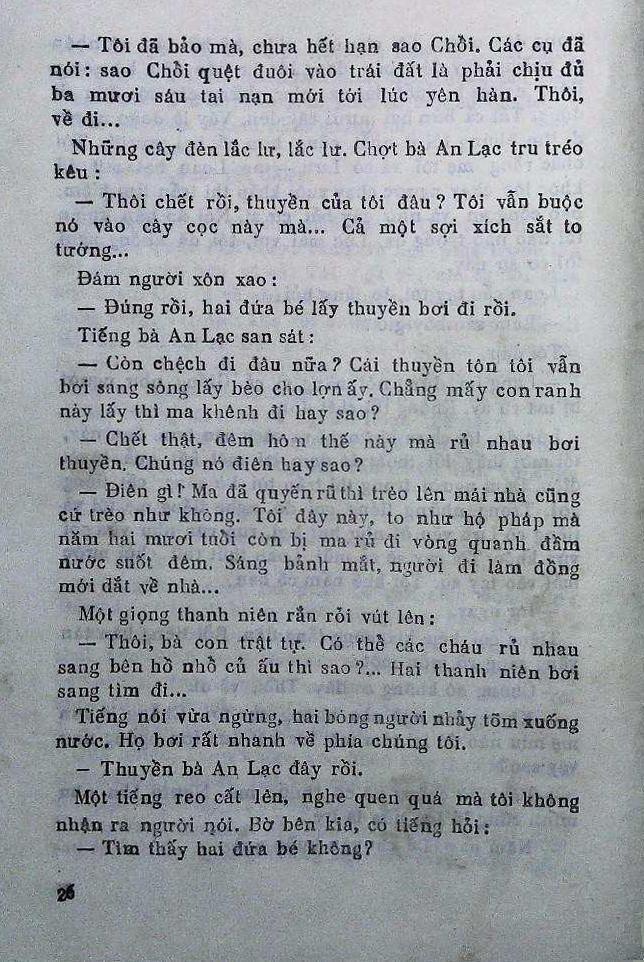 — Tôi đã bảo mà, chưa hết hạn sao Chổi. Các cụ đã
nói: sao Chổi quệt đuôi vào trái đất là phải chịu đủ
ba mươi sáu tai nạn mới tới lúc yên hàn. Thôi,
về đi...
Những cây đèn lắc lư, lắc lư. Chợt bà An Lạc tru tréo
kêu:
— Thôi chết rồi, thuyền của tôi đâu? Tôi vẫn buộc
nó vào cây cọc này mà... Cả một sợi xích sắt to
tướng...
Đám người xôn xao:
— Đúng rồi, hai đứa bé lấy thuyền bơi đi rồi.
Tiếng bà An Lạc san sát:
— Còn chệch đi đâu nữa? Cái thuyền tôn tôi vẫn
bơi sang sông lấy bèo cho lợn ấy. Chẳng mấy con ranh
này lấy thì ma khênh đi hay sao?
— Chết thật, đêm hôm thế này mà rủ nhau bơi
thuyền. Chúng nó điên hay sao?
— Điên gì! Ma đã quyến rũ thì trèo lên mái nhà cũng
cứ trèo như không. Tôi đây này, to như hộ pháp mà
năm hai mươi tuổi còn bị ma rủ đi vòng quanh đầm
nước suốt đêm. Sáng bảnh mắt, người đi làm đồng
mới dắt về nhà...
Một giọng thanh niên rắn rỏi vút lên:
— Thôi, bà con trật tự. Có thể các cháu rủ nhau
sang bên hồ nhổ củ ấu thì sao?... Hai thanh niên bơi
sang tìm đi...
Tiếng nói vừa ngừng, hai bóng người nhảy tõm xuống
nước. Họ bơi rất nhanh về phía chúng tôi.
— Thuyền bà An Lạc đây rồi.
Một tiếng reo cất lên, nghe quen quá mà tôi không
nhận ra người nói. Bờ bên kia, có tiếng hỏi:
— Tìm thấy hai đứa bé không?
26